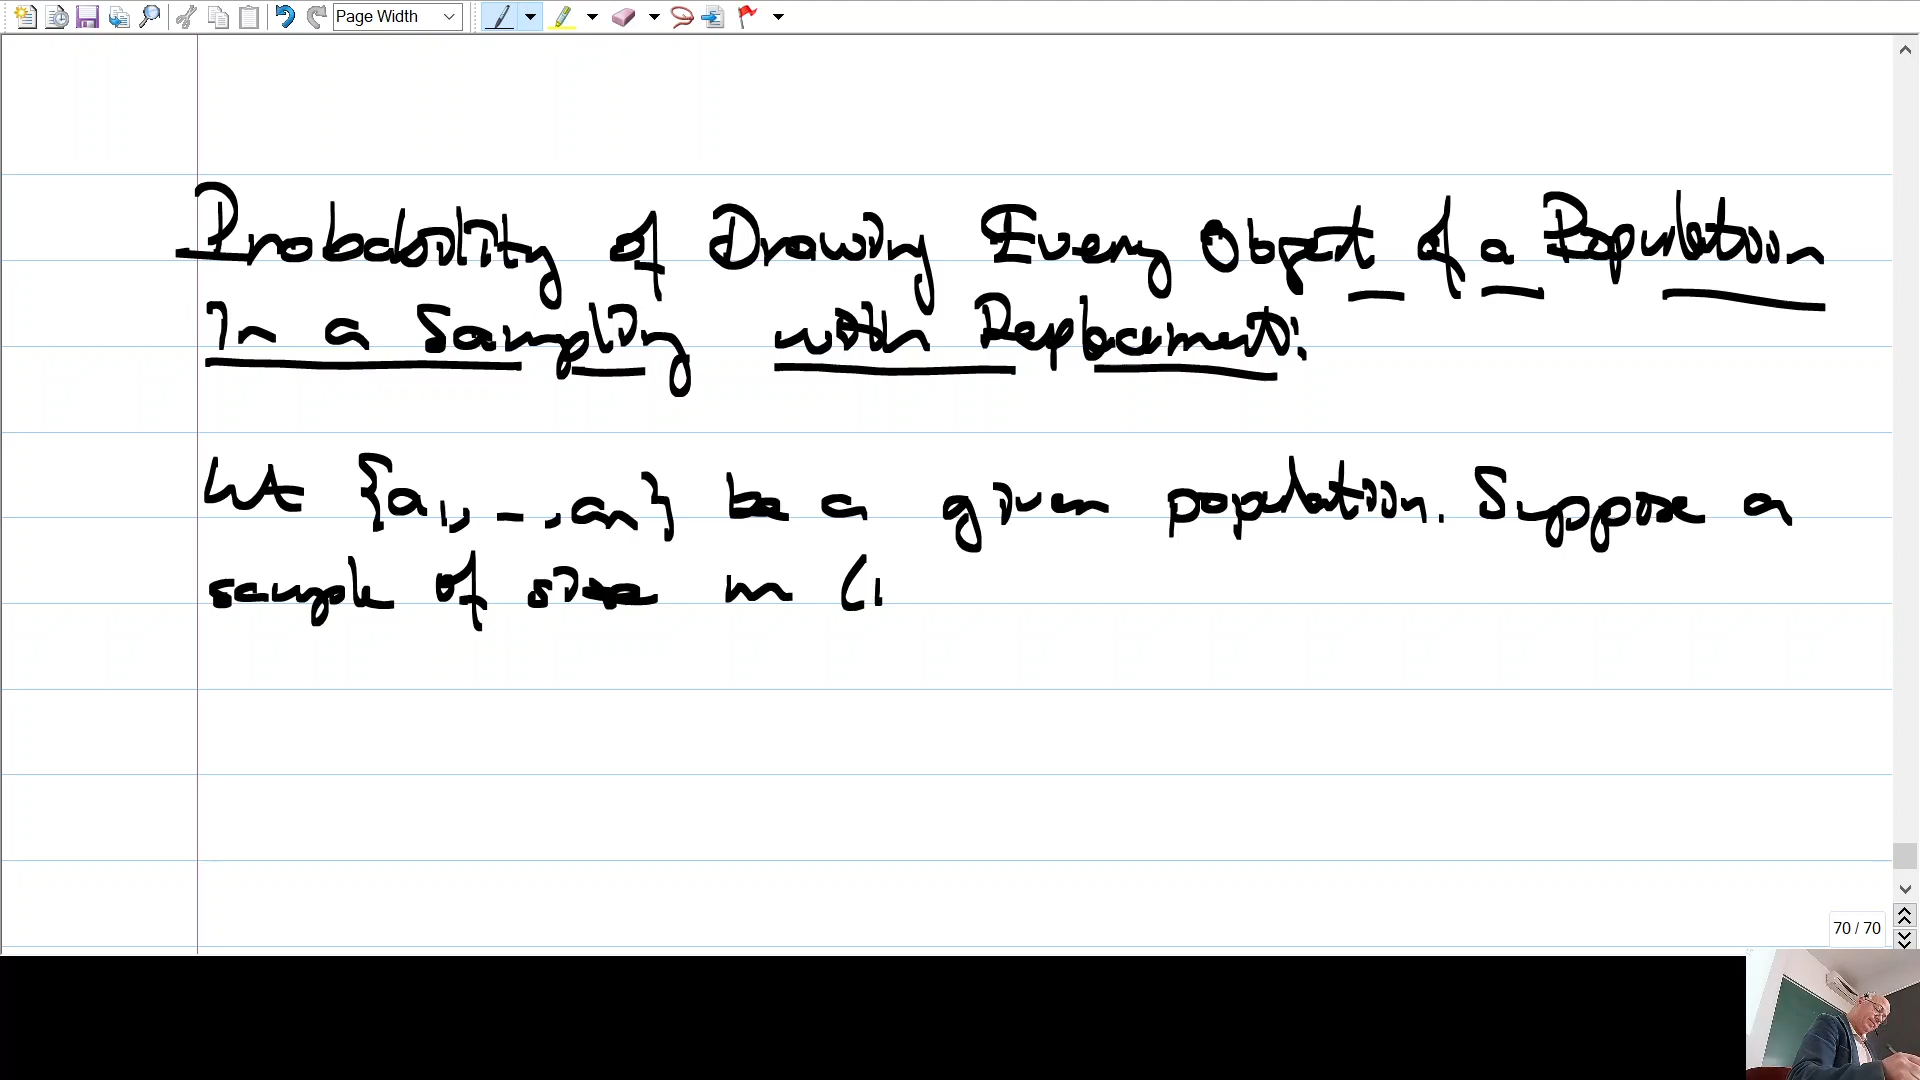 Page Width
Probability of Drawing Every Object of a Population
In a Sampling with Replacement:
Let {a1, - , an} be a given population. Suppose a
sample of size m (
70 / 70